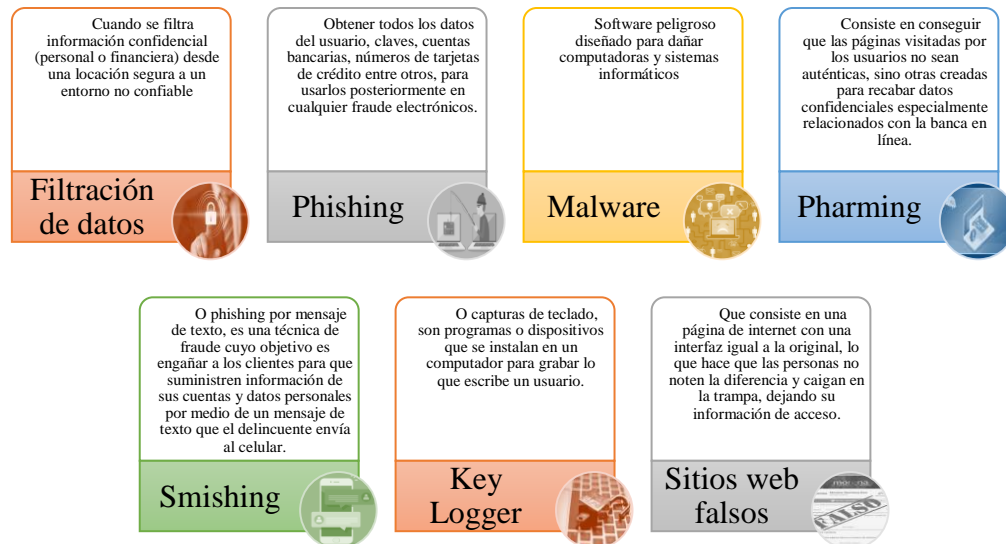 Cuando se filtra
información confidencial
(personal o financiera) desde
una locación segura a un
entorno no confiable
Filtración
de datos
Obtener todos los datos
del usuario, claves, cuentas
bancarias, números de tarjetas
de crédito entre otros, para
usarlos posteriormente en
cualquier fraude electrónicos.
Phishing
Software peligroso
diseñado para dañar
computadoras y sistemas
informáticos
Malware
Consiste en conseguir
que las páginas visitadas por
los usuarios no sean
auténticas, sino otras creadas
para recabar datos
confidenciales especialmente
relacionados con la banca en
línea.
Pharming
O phishing por mensaje
de texto, es una técnica de
fraude cuyo objetivo es
engañar a los clientes para que
suministren información de
sus cuentas y datos personales
por medio de un mensaje de
texto que el delincuente envía
al celular.
Smishing
O capturas de teclado,
son programas o dispositivos
que se instalan en un
computador para grabar lo
que escribe un usuario.
Key
Logger
Que consiste en una
página de internet con una
interfaz igual a la original, lo
que hace que las personas no
noten la diferencia y caigan en
la trampa, dejando su
información de acceso.
Sitios web
falsos
FALSO